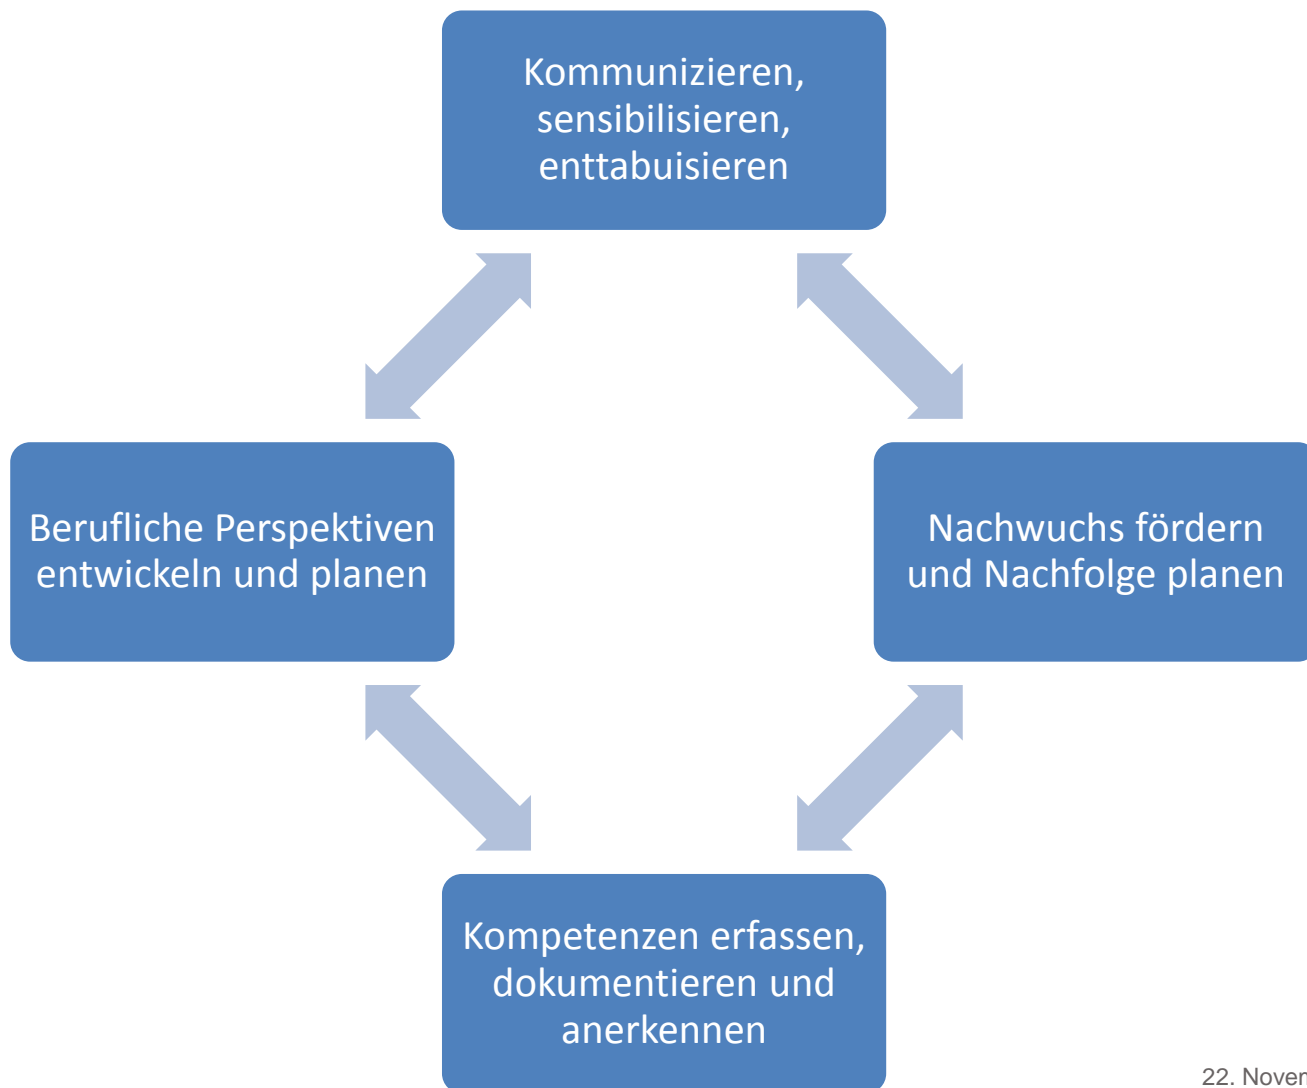 Kommunizieren,
sensibilisieren,
enttabuisieren
Berufliche Perspektiven
entwickeln und planen
Nachwuchs fördern
und Nachfolge planen
Kompetenzen erfassen,
dokumentieren und
anerkennen
22.